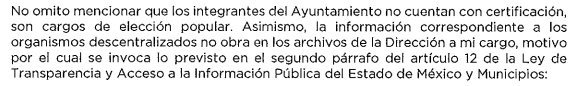 No omito mencionar que los integrantes del Ayuntamiento no cuentan con certificación,
son cargos de elección popular. Asimismo, la información correspondiente a los
organismos descentralizados no obra en los archivos de la Dirección a mi cargo, motivo
por el cual se invoca lo previsto en el segundo párrafo del artículo 12 de la Ley de
Transparencia y Acceso a la Información Pública del Estado de México y Municipios: